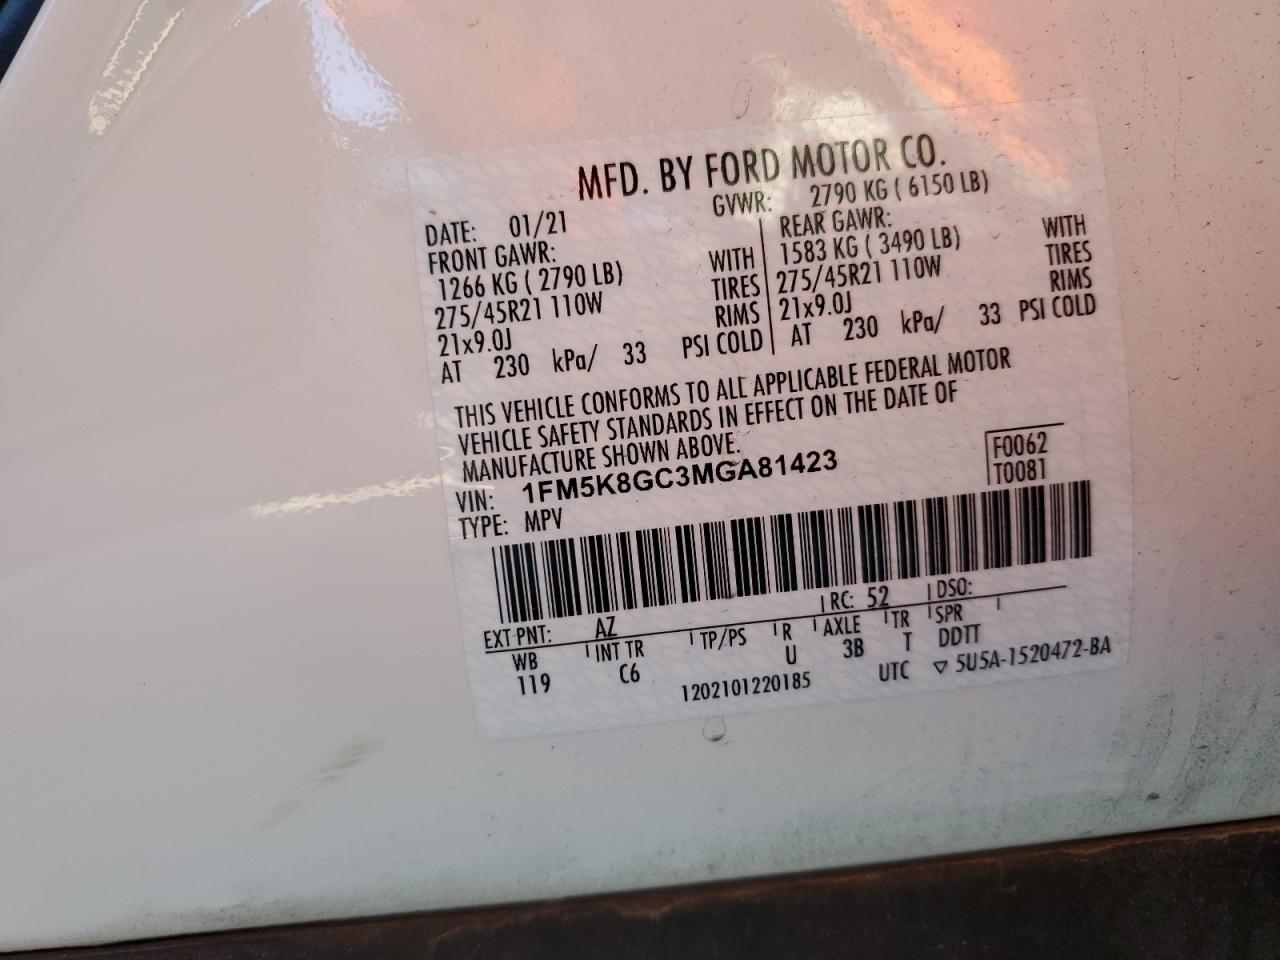 MFD. BY FORD MOTOR CO.
DATE: 01/21 GVWR: 2790 KG ( 6150 LB)
FRONT GAWR: REAR GAWR:
1266 KG ( 2790 LB) WITH 1583 KG ( 3490 LB) WITH
275/45R21 110W TIRES 275/45R21 110W TIRES
21x9.0J RIMS 21x9.0J RIMS
AT 230 kPa/ 33 PSI COLD AT 230 kPa/ 33 PSI COLD
THIS VEHICLE CONFORMS TO ALL APPLICABLE FEDERAL MOTOR
VEHICLE SAFETY STANDARDS IN EFFECT ON THE DATE OF
MANUFACTURE SHOWN ABOVE.
VIN: 1FM5K8GC3MGA81423 F0062
TYPE: MPV T0081
EXT PNT: AZ RC: 52 DSO:
WB INT TR TP/PS R AXLE TR SPR
119 C6 U 3B T DDTT
1202101220185 UTC ▽ 5U5A-1520472-BA